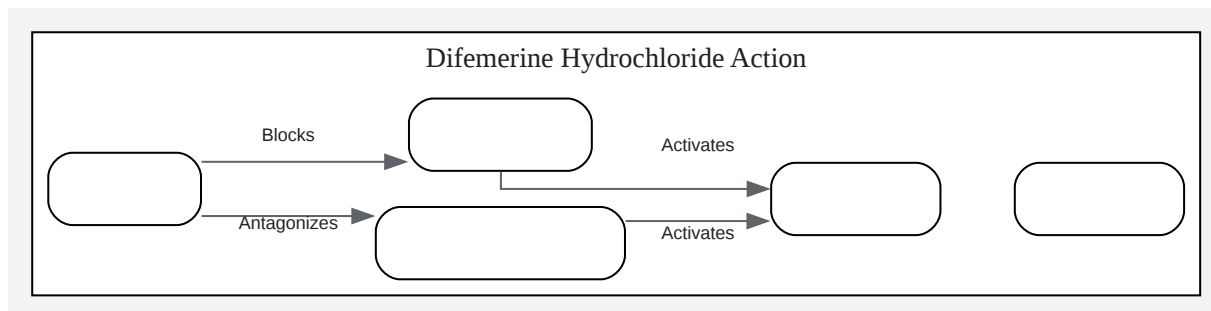 Difemerine Hydrochloride Action
Blocks
Activates
Antagonizes
Activates